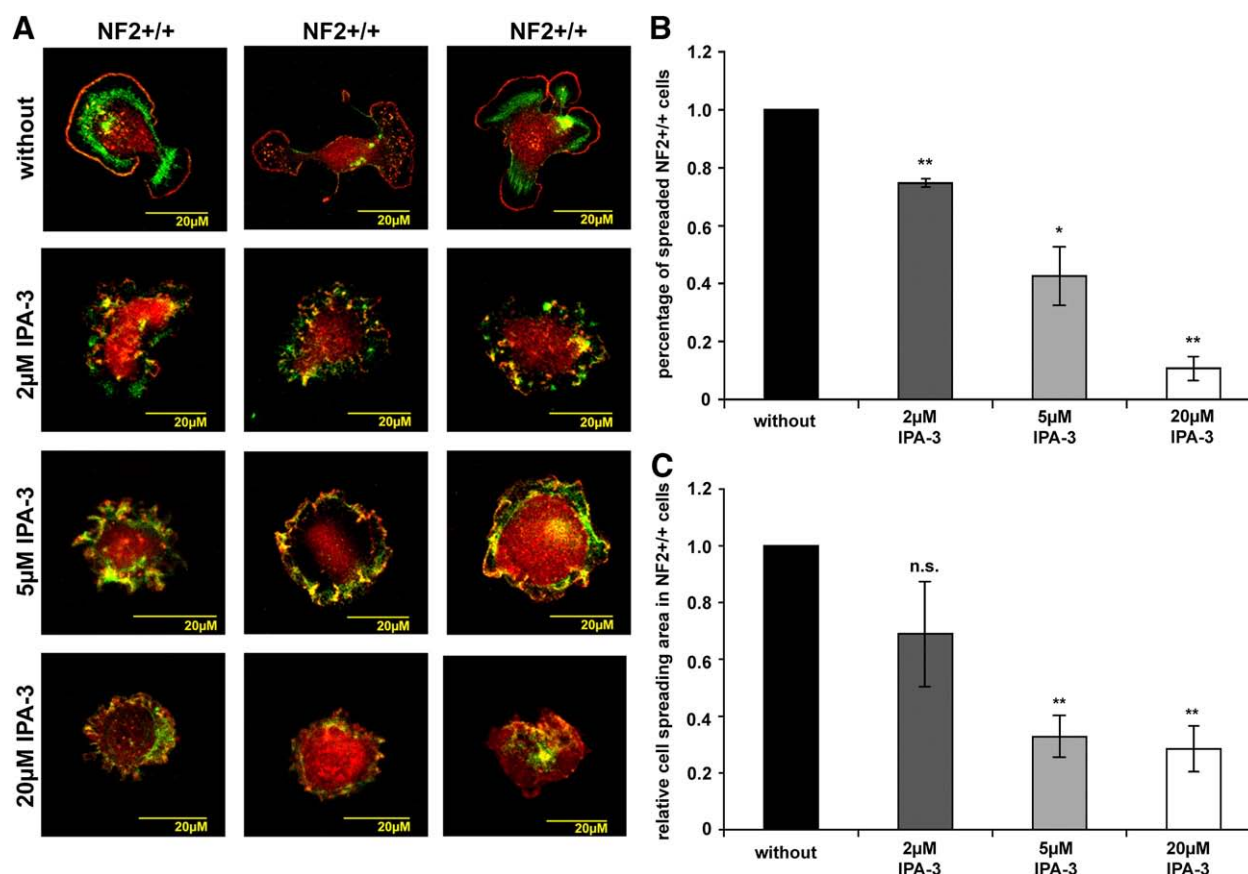 A
NF2+/+ NF2+/+ NF2+/+
without
20µM 20µM 20µM
2µM IPA-3
20µM 20µM 20µM
5µM IPA-3
20µM 20µM 20µM
20µM IPA-3
20µM 20µM 20µM
B
percentage of spreaded NF2+/+ cells
1.2
1.0
0.8
0.6
0.4
0.2
0
**
*
**
without 2µM 5µM 20µM
IPA-3 IPA-3 IPA-3
C
relative cell spreading area in NF2+/+ cells
1.2
1.0
0.8
0.6
0.4
0.2
0
n.s.
** **
without 2µM 5µM 20µM
IPA-3 IPA-3 IPA-3